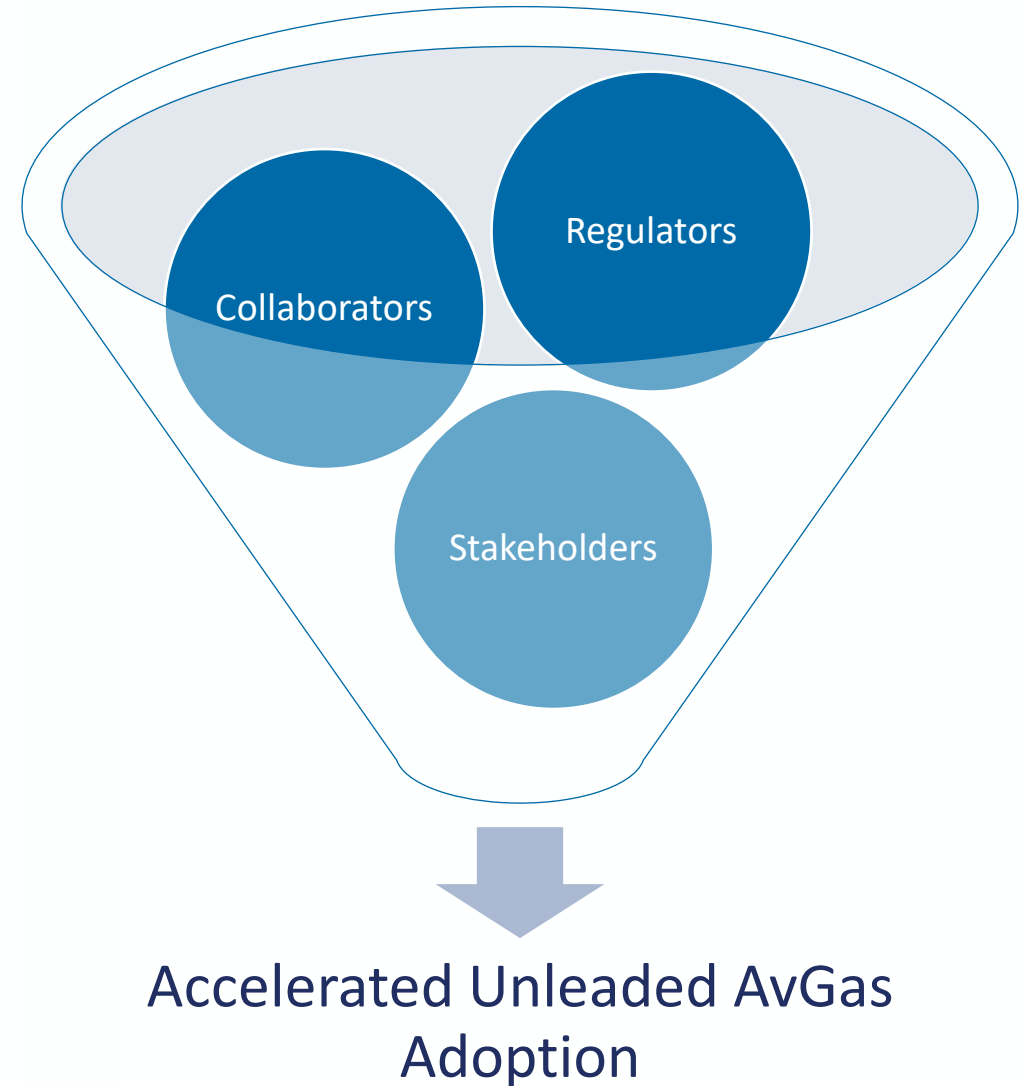 Regulators
Collaborators
Stakeholders
Accelerated Unleaded AvGas
Adoption